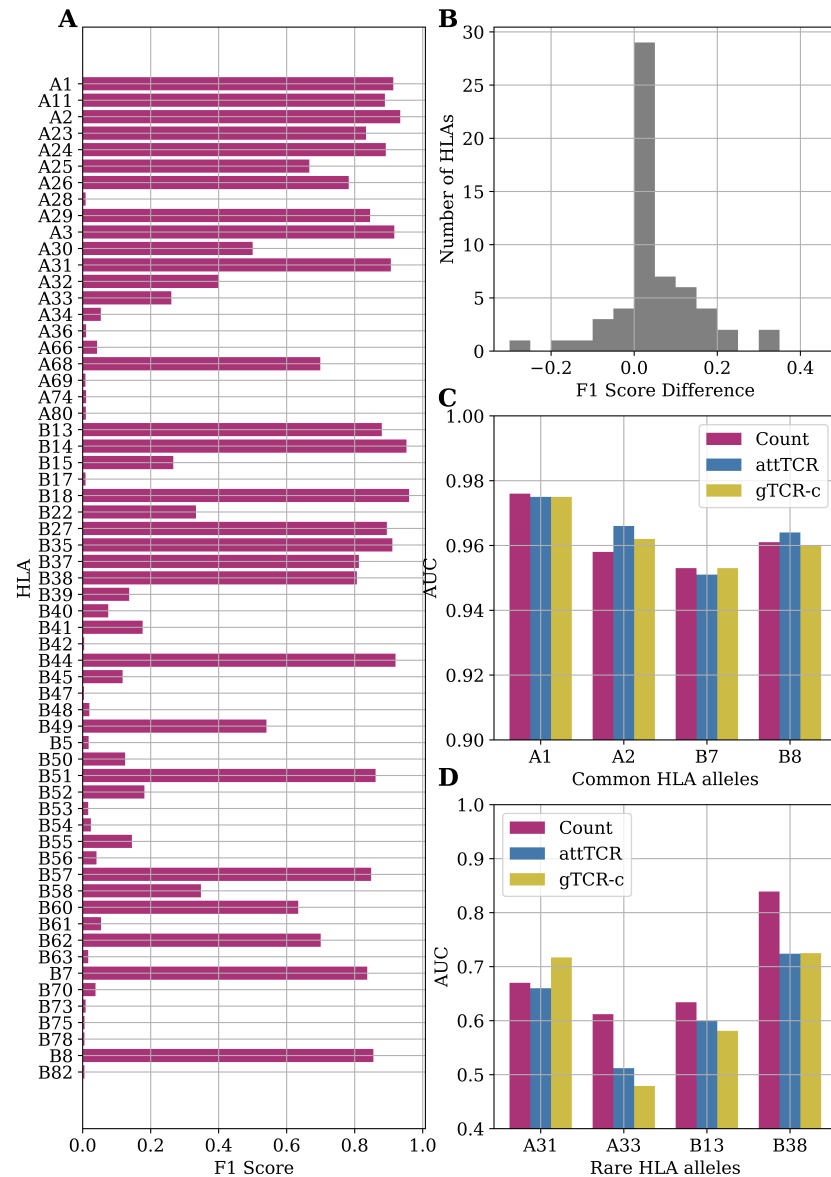 A
HLA
A1
A11
A2
A23
A24
A25
A26
A28
A29
A3
A30
A31
A32
A33
A34
A36
A66
A68
A69
A74
A80
B13
B14
B15
B17
B18
B22
B27
B35
B37
B38
B39
B40
B41
B42
B44
B45
B47
B48
B49
B5
B50
B51
B52
B53
B54
B55
B56
B57
B58
B60
B61
B62
B63
B7
B70
B73
B75
B78
B8
B82
0.0 0.2 0.4 0.6 0.8 1.0
F1 Score
B
Number of HLAs
30
25
20
15
10
5
0
−0.2 0.0 0.2 0.4
F1 Score Difference
C
AUC
1.00
0.98
0.96
0.94
0.92
0.90
Count
attTCR
gTCR-c
A1 A2 B7 B8
Common HLA alleles
D
AUC
1.0
0.9
0.8
0.7
0.6
0.5
0.4
Count
attTCR
gTCR-c
A31 A33 B13 B38
Rare HLA alleles